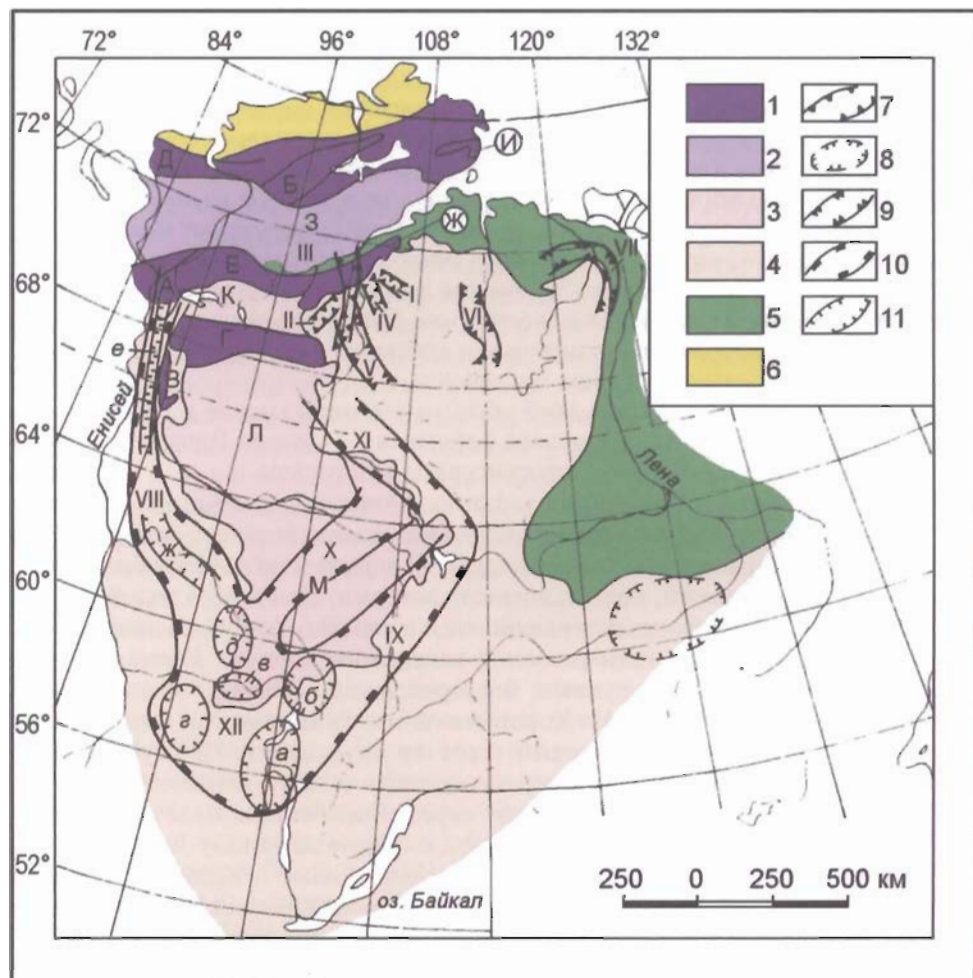 72° 84° 96° 108° 120° 132°
72°
68°
64°
60°
56°
52°
Д
Б
И
З
Ж
III
Е
А
К
I
II
IV
VII
VI
Г
е
В
V
Енисей
Л
XI
Лена
VIII
ж
X
М
IX
д
в
б
г
XII
а
оз. Байкал
1 7
2 8
3 9
4 10
5 11
6
250 0 250 500 км